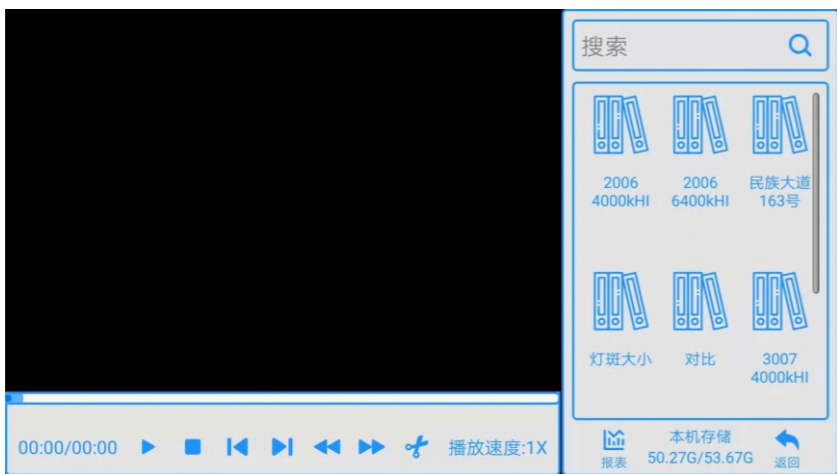 搜索
2006
4000kHI
2006
6400kHI
民族大道
163号
灯斑大小
对比
3007
4000kHI
00:00/00:00
播放速度:1X
报表
本机存储
50.27G/53.67G
返回